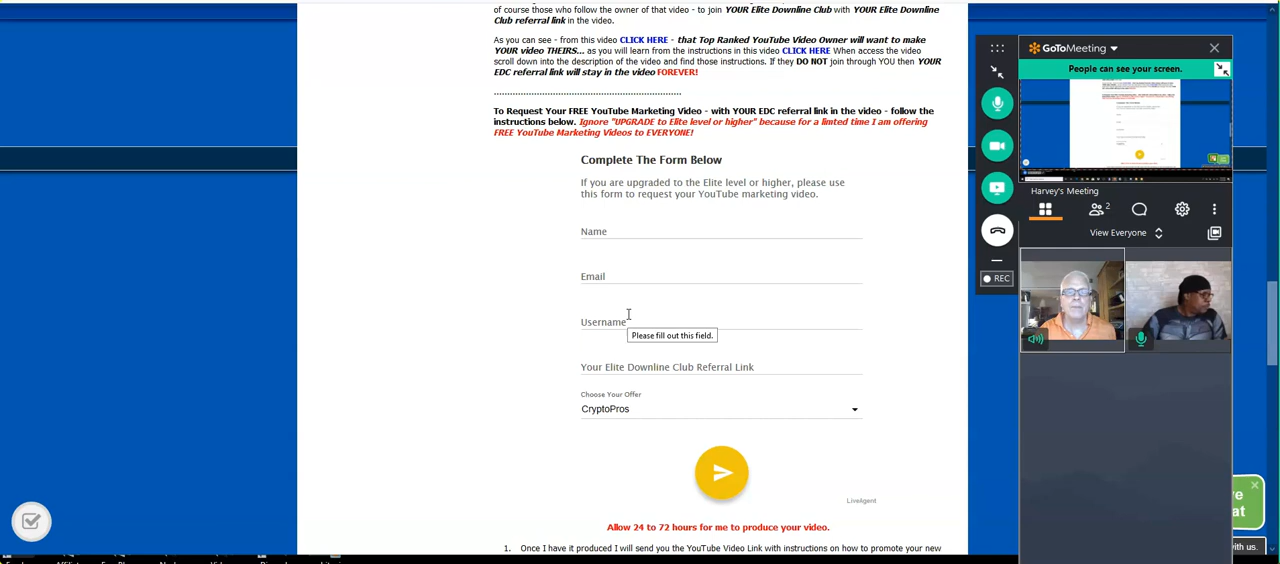 of course those who follow the owner of that video - to join YOUR Elite Downline Club with YOUR Elite Downline
Club referral link in the video.
As you can see - from this video CLICK HERE - that Top Ranked YouTube Video Owner will want to make
YOUR video THEIRS... as you will learn from the instructions in this video CLICK HERE When access the video
scroll down into the description of the video and find those instructions. If they DO NOT join through YOU then YOUR
EDC referral link will stay in the video FOREVER!
To Request Your FREE YouTube Marketing Video - with YOUR EDC referral link in the video - follow the
instructions below. Ignore "UPGRADE to Elite level or higher" because for a limted time I am offering
FREE YouTube Marketing Videos to EVERYONE!
Complete The Form Below
If you are upgraded to the Elite level or higher, please use
this form to request your YouTube marketing video.
Name
Email
Username
Please fill out this field.
Your Elite Downline Club Referral Link
Choose Your Offer
CryptoPros
LiveAgent
Allow 24 to 72 hours for me to produce your video.
1. Once I have it produced I will send you the YouTube Video Link with instructions on how to promote your new
GoToMeeting
People can see your screen.
Harvey's Meeting
2
View Everyone
REC
with us.